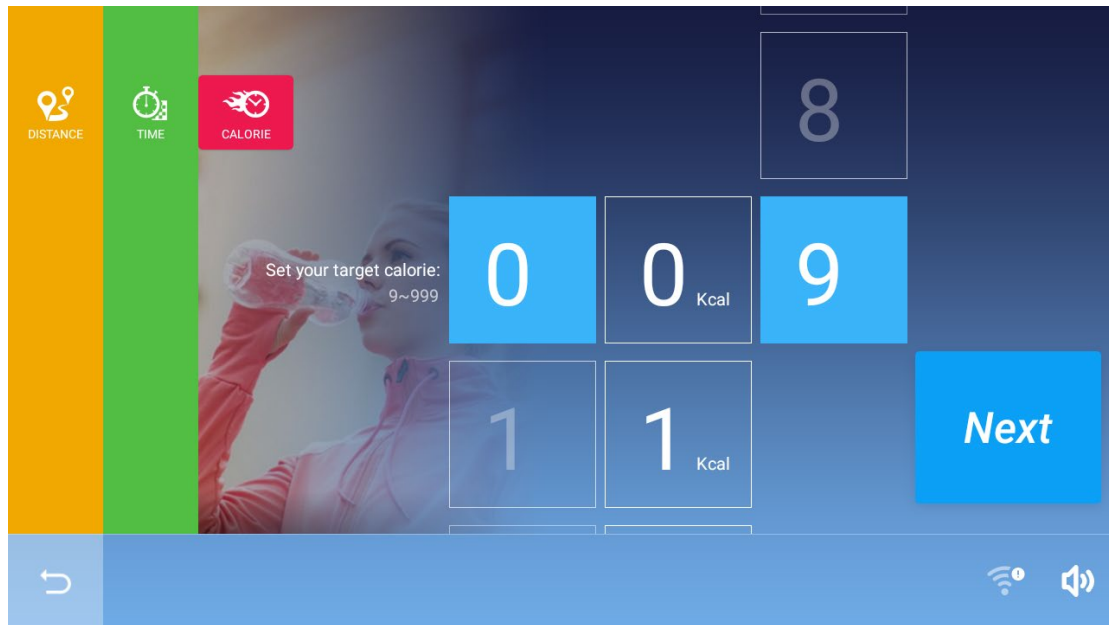 DISTANCE
TIME
CALORIE
8
Set your target calorie:
9~999
0
0 Kcal
9
1
1 Kcal
Next